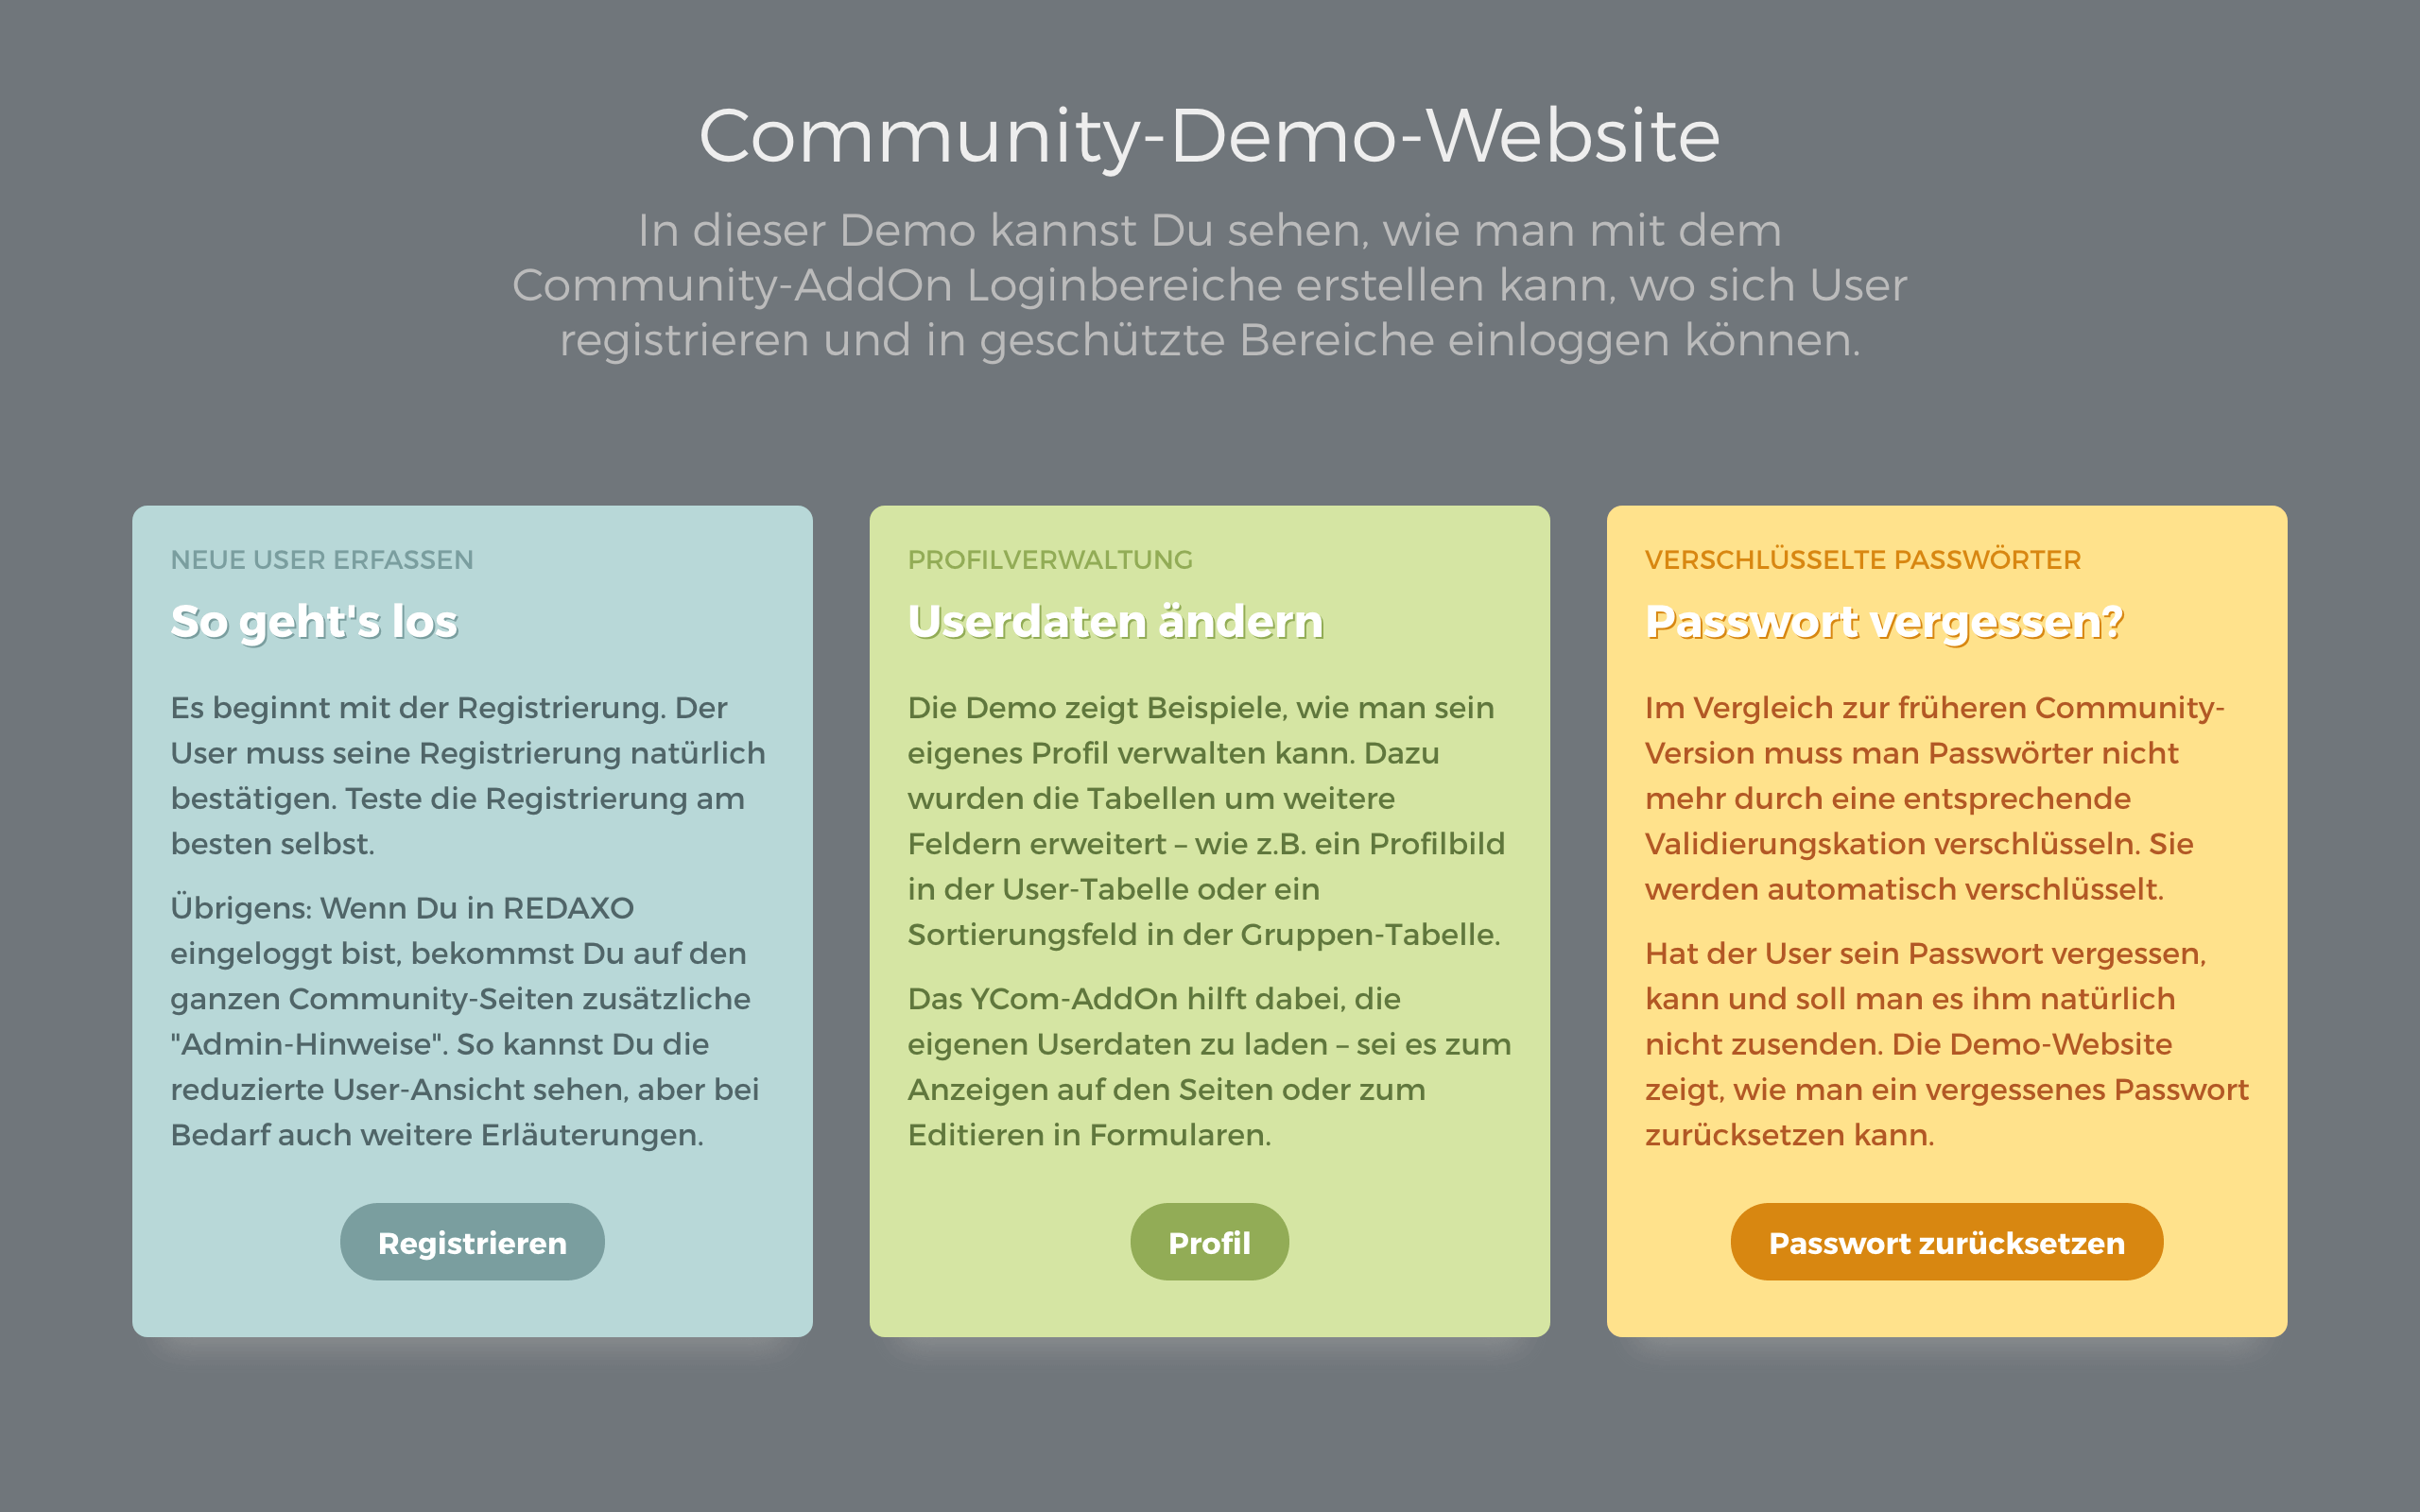 Community-Demo-Website
In dieser Demo kannst Du sehen, wie man mit dem
Community-AddOn Loginbereiche erstellen kann, wo sich User
registrieren und in geschützte Bereiche einloggen können.
NEUE USER ERFASSEN
So geht's los
Es beginnt mit der Registrierung. Der
User muss seine Registrierung natürlich
bestätigen. Teste die Registrierung am
besten selbst.
Übrigens: Wenn Du in REDAXO
eingeloggt bist, bekommst Du auf den
ganzen Community-Seiten zusätzliche
"Admin-Hinweise". So kannst Du die
reduzierte User-Ansicht sehen, aber bei
Bedarf auch weitere Erläuterungen.
Registrieren
PROFILVERWALTUNG
Userdaten ändern
Die Demo zeigt Beispiele, wie man sein
eigenes Profil verwalten kann. Dazu
wurden die Tabellen um weitere
Feldern erweitert – wie z.B. ein Profilbild
in der User-Tabelle oder ein
Sortierungsfeld in der Gruppen-Tabelle.
Das YCom-AddOn hilft dabei, die
eigenen Userdaten zu laden – sei es zum
Anzeigen auf den Seiten oder zum
Editieren in Formularen.
Profil
VERSCHLÜSSELTE PASSWÖRTER
Passwort vergessen?
Im Vergleich zur früheren Community-
Version muss man Passwörter nicht
mehr durch eine entsprechende
Validierungskation verschlüsseln. Sie
werden automatisch verschlüsselt.
Hat der User sein Passwort vergessen,
kann und soll man es ihm natürlich
nicht zusenden. Die Demo-Website
zeigt, wie man ein vergessenes Passwort
zurücksetzen kann.
Passwort zurücksetzen